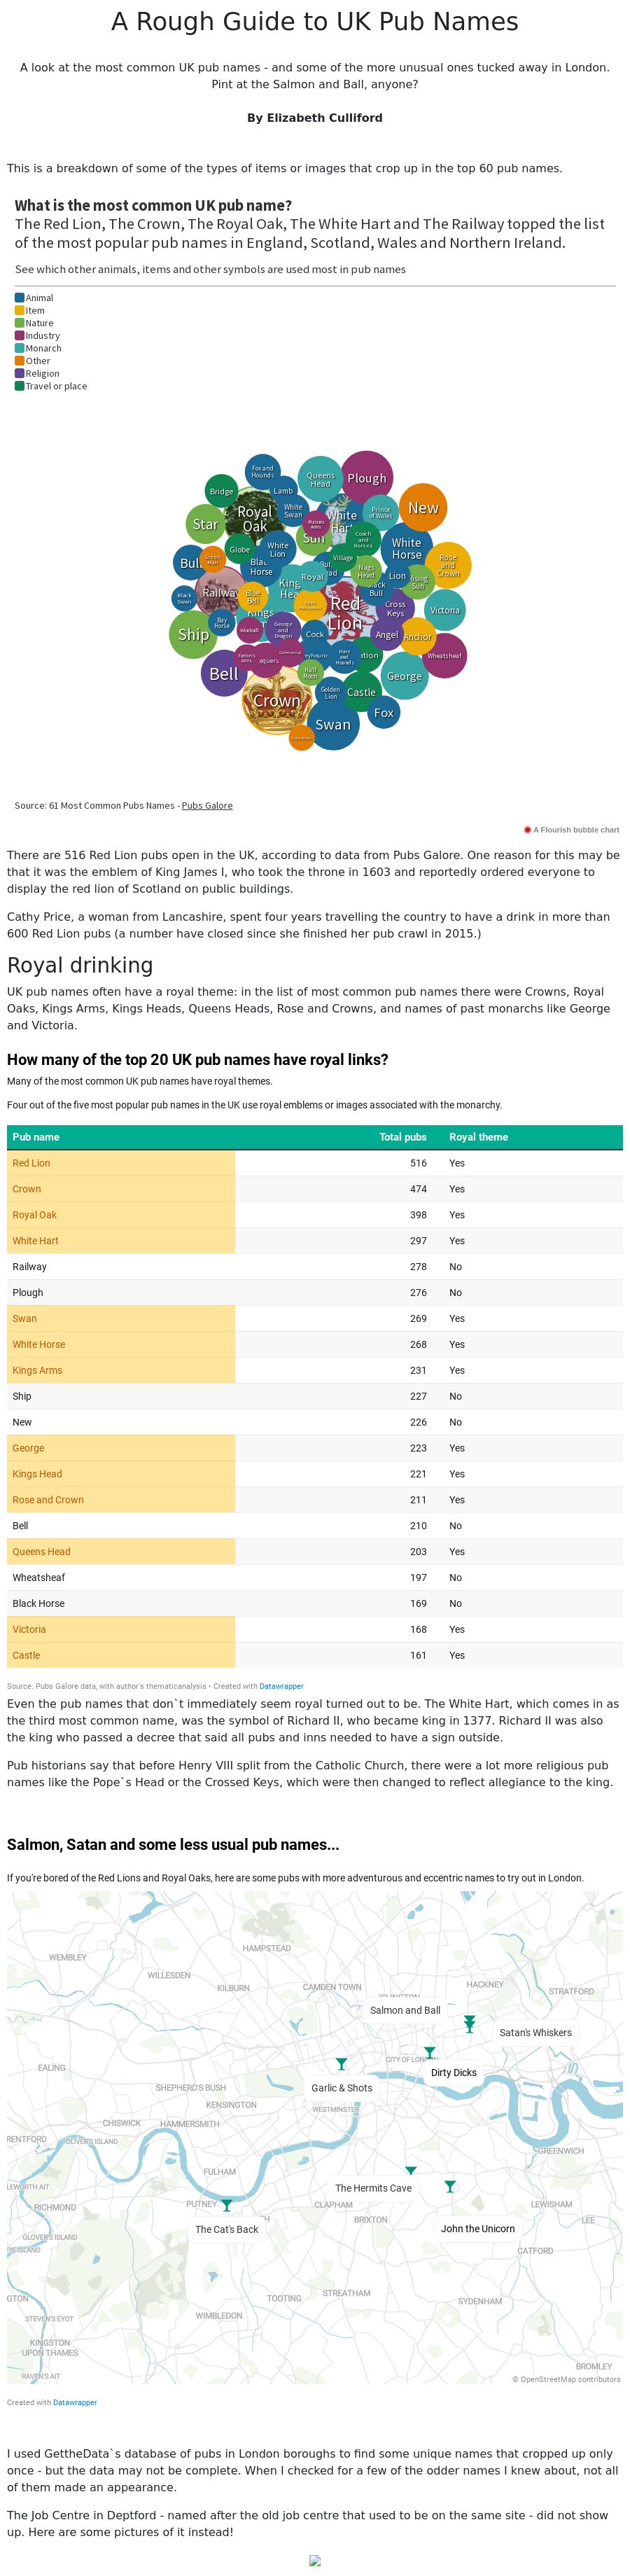 A Rough Guide to UK Pub Names
A look at the most common UK pub names - and some of the more unusual ones tucked away in London.
Pint at the Salmon and Ball, anyone?
By Elizabeth Culliford
This is a breakdown of some of the types of items or images that crop up in the top 60 pub names.
What is the most common UK pub name?
The Red Lion, The Crown, The Royal Oak, The White Hart and The Railway topped the list
of the most popular pub names in England, Scotland, Wales and Northern Ireland.
See which other animals, items and other symbols are used most in pub names
Animal
Item
Nature
Industry
Monarch
Other
Religion
Travel or place
Fox and
Hounds
Queens
Head
Plough
Bridge
Lamb
White
Swan
Prince
of Wales
New
Royal
Oak
White
Hart
Masons
Arms
Star
Sun
Coach
and
Horses
White
Horse
Globe
White
Lion
Village
Rose
and
Crown
Green
Man
Bull
Black
Horse
Nags
Head
Lion
Royal
Railway
Blue
Bell
Black
Swan
Bull
Cross
Keys
Victoria
Red
Lion
Kings
Bay
Horse
Windmill
George
and
Dragon
Cock
Angel
Anchor
Ship
Commercial
Farmers
Arms
Hare
and
Hounds
Wheatsheaf
Bell
Half
Moon
George
Crown
Golden
Lion
Castle
Swan
Fox
Source: 61 Most Common Pubs Names - Pubs Galore
A Flourish bubble chart
There are 516 Red Lion pubs open in the UK, according to data from Pubs Galore. One reason for this may be
that it was the emblem of King James I, who took the throne in 1603 and reportedly ordered everyone to
display the red lion of Scotland on public buildings.
Cathy Price, a woman from Lancashire, spent four years travelling the country to have a drink in more than
600 Red Lion pubs (a number have closed since she finished her pub crawl in 2015.)
Royal drinking
UK pub names often have a royal theme: in the list of most common pub names there were Crowns, Royal
Oaks, Kings Arms, Kings Heads, Queens Heads, Rose and Crowns, and names of past monarchs like George
and Victoria.
How many of the top 20 UK pub names have royal links?
Many of the most common UK pub names have royal themes.
Four out of the five most popular pub names in the UK use royal emblems or images associated with the monarchy.
Pub name Total pubs Royal theme
Red Lion 516 Yes
Crown 474 Yes
Royal Oak 398 Yes
White Hart 297 Yes
Railway 278 No
Plough 276 No
Swan 269 Yes
White Horse 268 Yes
Kings Arms 231 Yes
Ship 227 No
New 226 No
George 223 Yes
Kings Head 221 Yes
Rose and Crown 211 Yes
Bell 210 No
Queens Head 203 Yes
Wheatsheaf 197 No
Black Horse 169 No
Victoria 168 Yes
Castle 161 Yes
Source: Pubs Galore data, with author's thematicanalysis • Created with Datawrapper
Even the pub names that don`t immediately seem royal turned out to be. The White Hart, which comes in as
the third most common name, was the symbol of Richard II, who became king in 1377. Richard II was also
the king who passed a decree that said all pubs and inns needed to have a sign outside.
Pub historians say that before Henry VIII split from the Catholic Church, there were a lot more religious pub
names like the Pope`s Head or the Crossed Keys, which were then changed to reflect allegiance to the king.
Salmon, Satan and some less usual pub names...
If you're bored of the Red Lions and Royal Oaks, here are some pubs with more adventurous and eccentric names to try out in London.
HAMPSTEAD
WEMBLEY
WILLESDEN
KILBURN
CAMDEN TOWN
HACKNEY
STRATFORD
ISLINGTON
Salmon and Ball
Satan's Whiskers
CITY OF LONDON
EALING
Dirty Dicks
SHEPHERD'S BUSH
Garlic & Shots
KENSINGTON
WESTMINSTER
CHISWICK
HAMMERSMITH
BRENTFORD
OLIVER'S ISLAND
GREENWICH
FULHAM
ISLEWORTH AIT
The Hermits Cave
RICHMOND
PUTNEY
CLAPHAM
LEWISHAM
BRIXTON
LEE
The Cat's Back
John the Unicorn
GLOVER'S ISLAND
CATFORD
STREATHAM
TOOTING
SYDENHAM
WIMBLEDON
STEVEN'S EYOT
KINGSTON
UPON THAMES
BROMLEY
RAVEN'S AIT
© OpenStreetMap contributors
Created with Datawrapper
I used GettheData`s database of pubs in London boroughs to find some unique names that cropped up only
once - but the data may not be complete. When I checked for a few of the odder names I knew about, not all
of them made an appearance.
The Job Centre in Deptford - named after the old job centre that used to be on the same site - did not show
up. Here are some pictures of it instead!